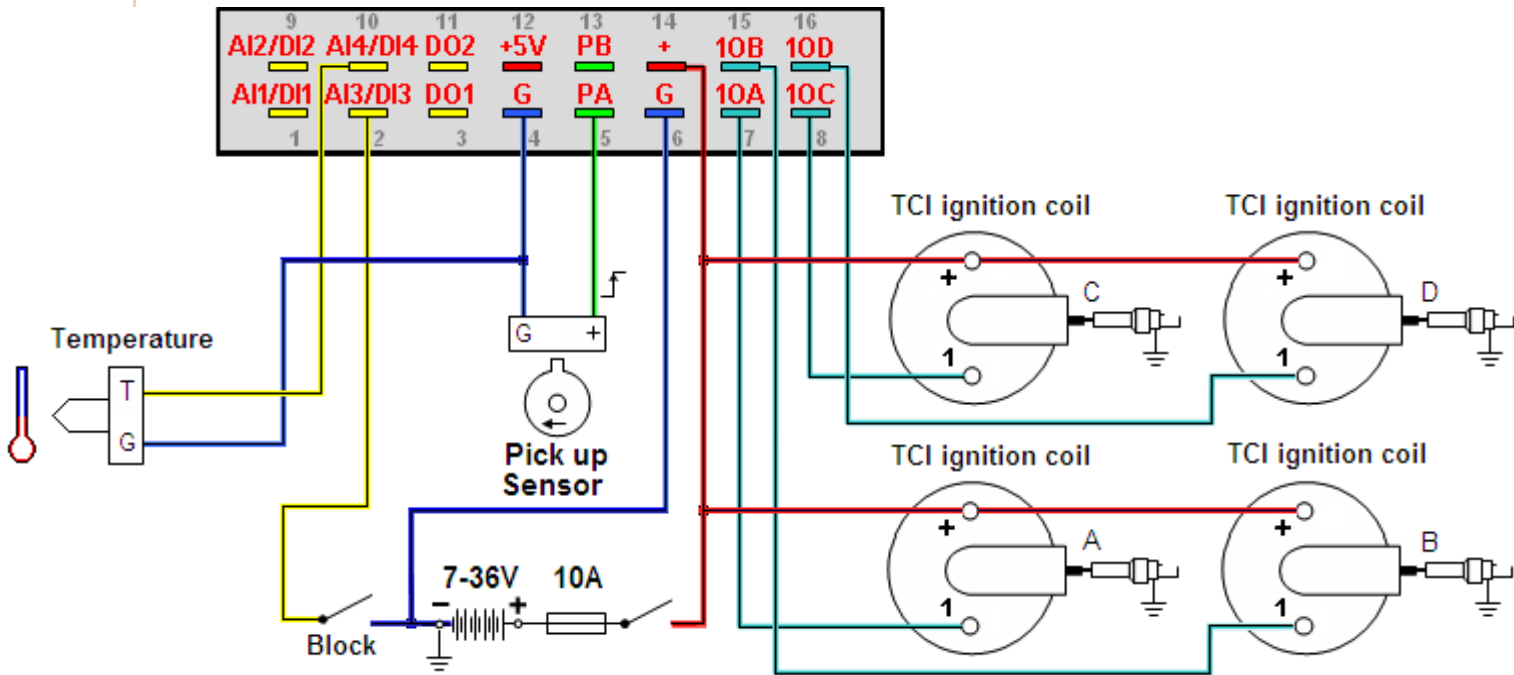 9 10 11 12 13 14 15 16
AI2/DI2 AI4/DI4 DO2 +5V PB + 10B 10D
AI1/DI1 AI3/DI3 DO1 G PA G 10A 10C
1 2 3 4 5 6 7 8
TCI ignition coil TCI ignition coil
+ +
C D
1 1
G +
Temperature
T
G
Pick up
Sensor
TCI ignition coil TCI ignition coil
+ +
A B
1 1
7-36V 10A
- +
Block